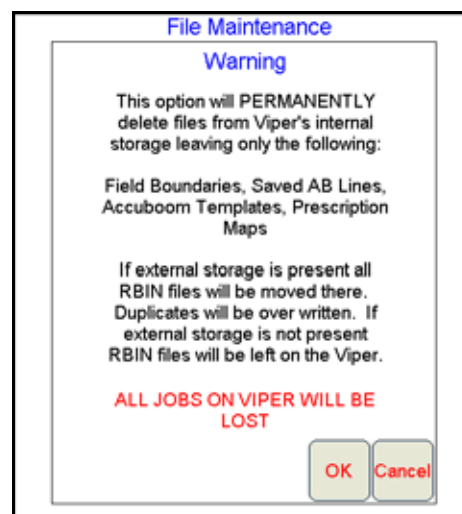 File Maintenance
Warning
This option will PERMANENTLY
delete files from Viper's internal
storage leaving only the following:
Field Boundaries, Saved AB Lines,
Accuboom Templates, Prescription
Maps
If external storage is present all
RBIN files will be moved there.
Duplicates will be over written.  If
external storage is not present
RBIN files will be left on the Viper.
ALL JOBS ON VIPER WILL BE
LOST
OK Cancel